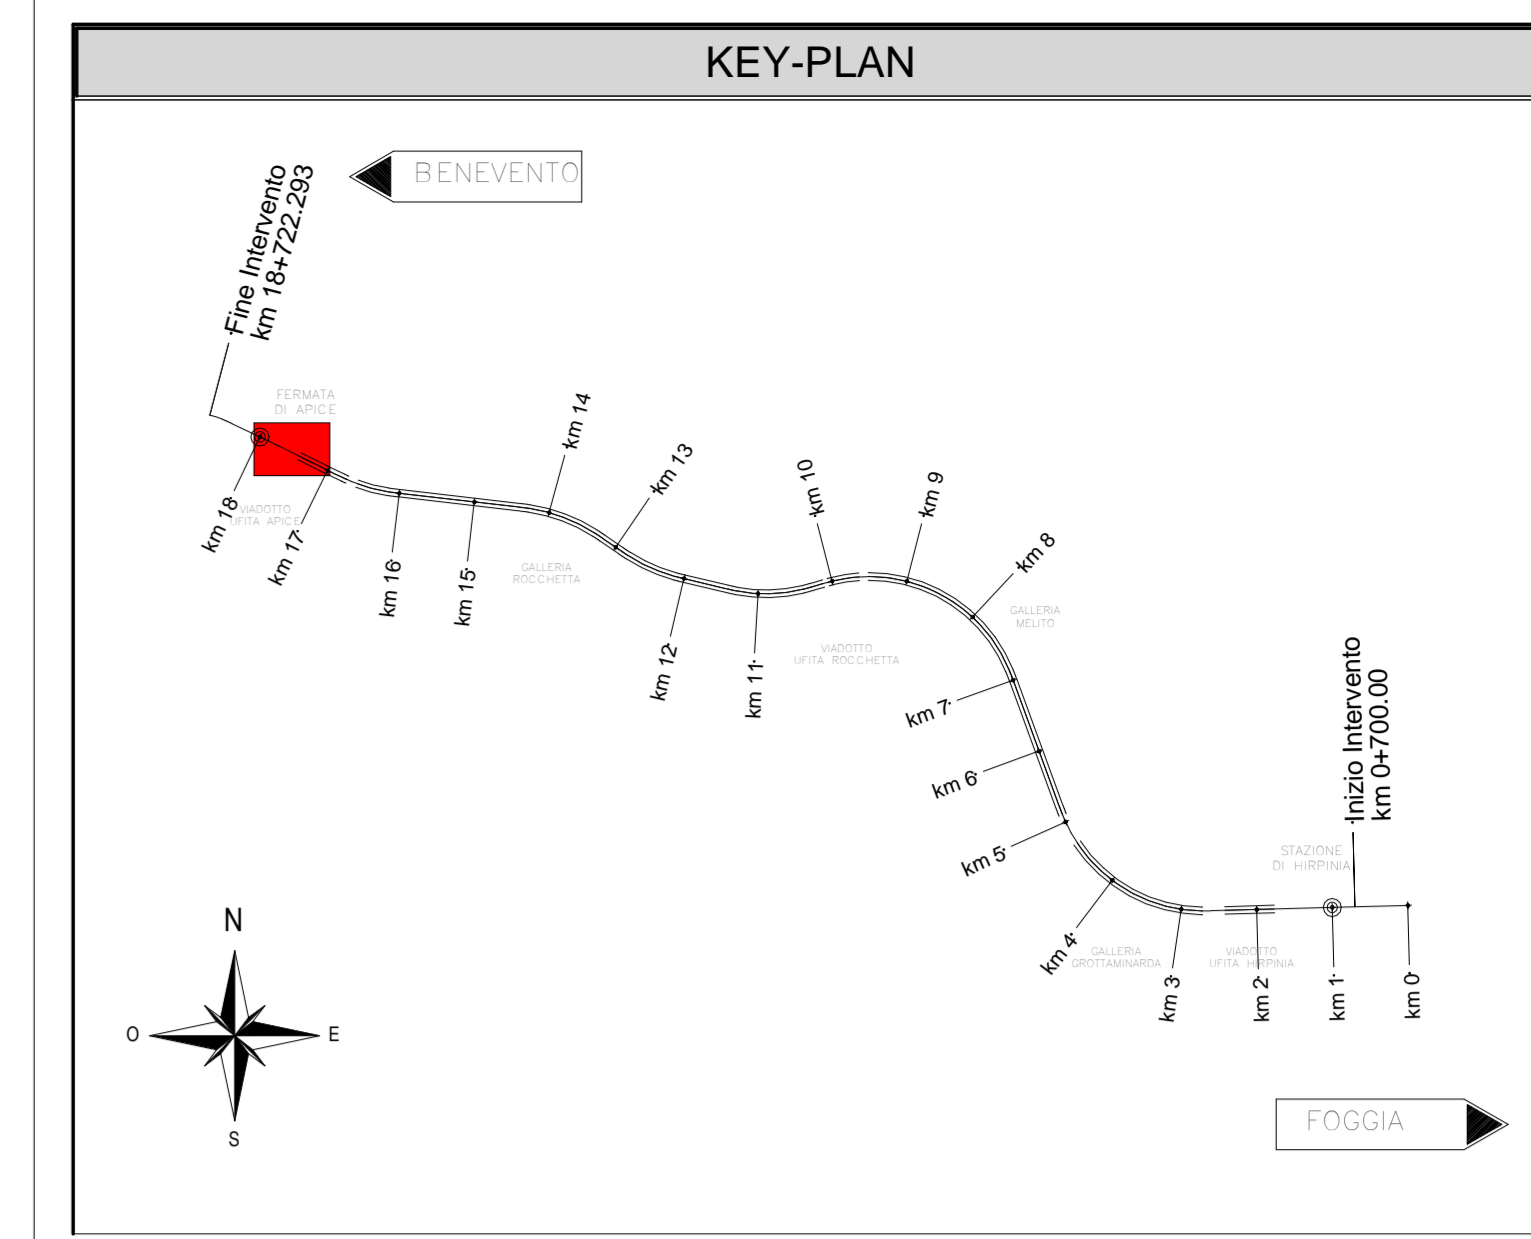 KEY-PLAN
BENEVENTO
Fine Intervento
km 18+722.293
FERMATA
DI APICE
km 18
VIADOTTO
UFITA APICE
km 17
km 16
km 15
km 14
GALLERIA
ROCCHETTA
km 13
km 12
km 11
km 10
VIADOTTO
UFITA ROCCHETTA
km 9
km 8
GALLERIA
MELITO
km 7
km 6
km 5
Inizio Intervento
km 0+700.00
STAZIONE
DI HIRPINIA
km 4
GALLERIA
GROTTAMINARDA
km 3
VIADOTTO
UFITA HIRPINIA
km 2
km 1
km 0
N
O
E
S
FOGGIA